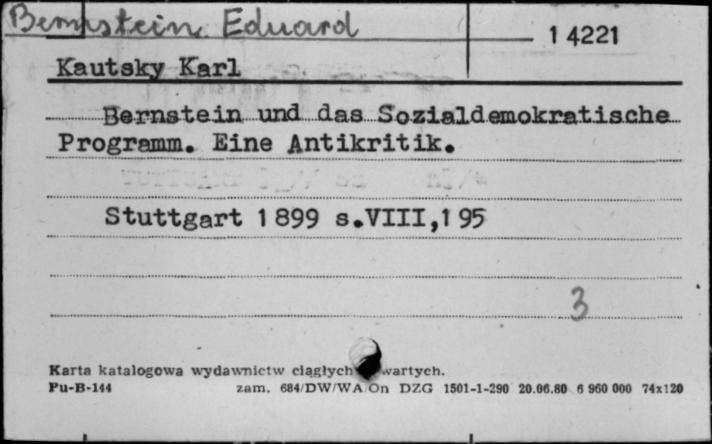 Bernstein Eduard
14221
Kautsky Karl
Bernstein und das Sozialdemokratische
Programm. Eine Antikritik.
Stuttgart 1899 s.VIII,195
3
Karta katalogowa wydawnictw ciągłych wartych.
Pu-B-144 zam. 684/DW/WA/On DZG 1501-1-290 20.06.80 6 960 000 74x120